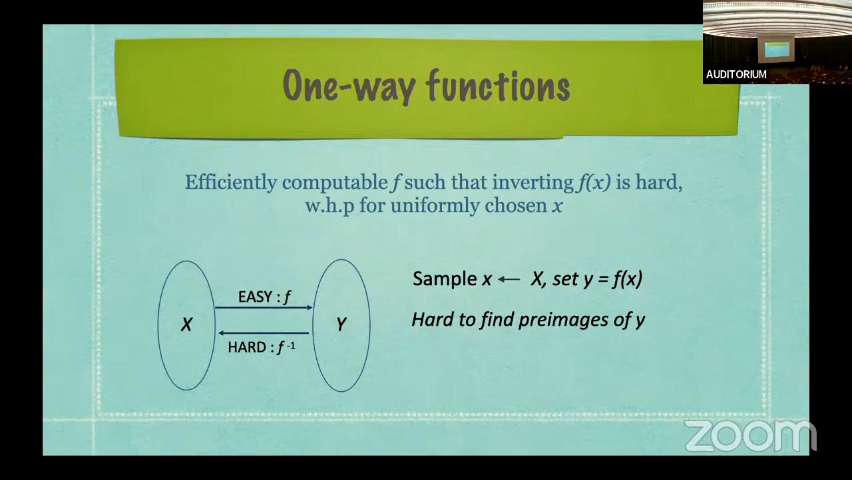 AUDITORIUM
One-way functions
Efficiently computable f such that inverting f(x) is hard,
w.h.p for uniformly chosen x
EASY : f
X
Y
HARD : f -1
Sample x ← X, set y = f(x)
Hard to find preimages of y
zoom